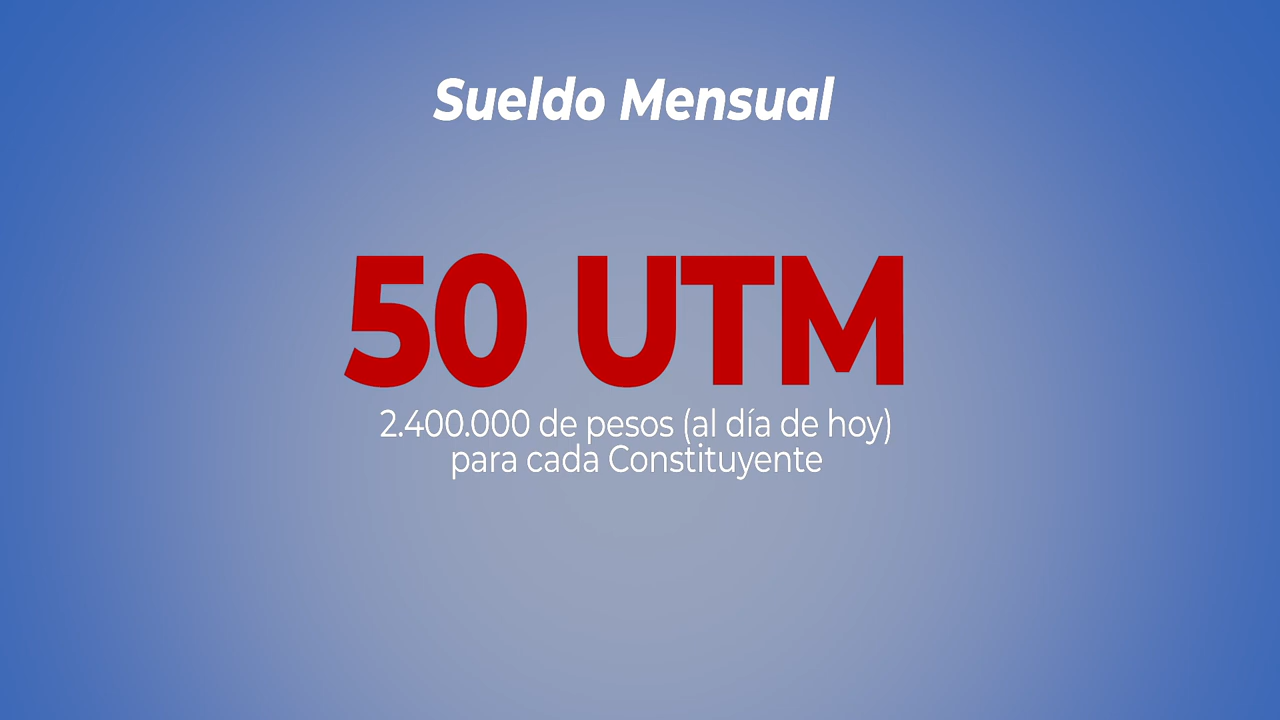 Sueldo Mensual
50 UTM
2.400.000 de pesos (al día de hoy)
para cada Constituyente